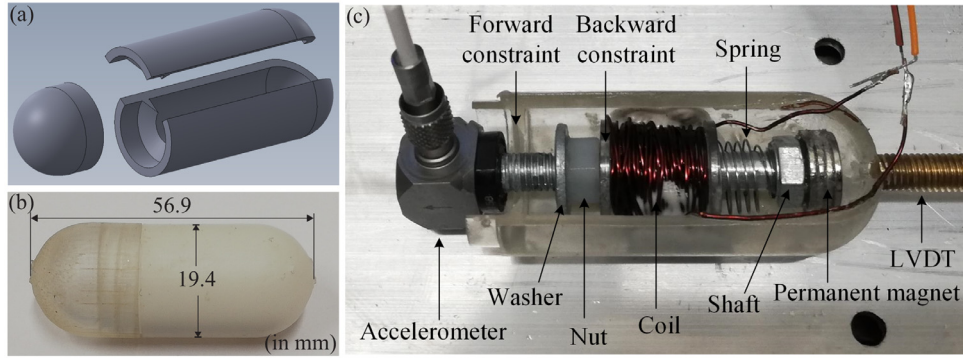 (a)
(b)
56.9
19.4
(in mm)
(c)
Forward
constraint
Backward
constraint
Spring
Accelerometer
Washer
Nut
Coil
Shaft
Permanent magnet
LVDT